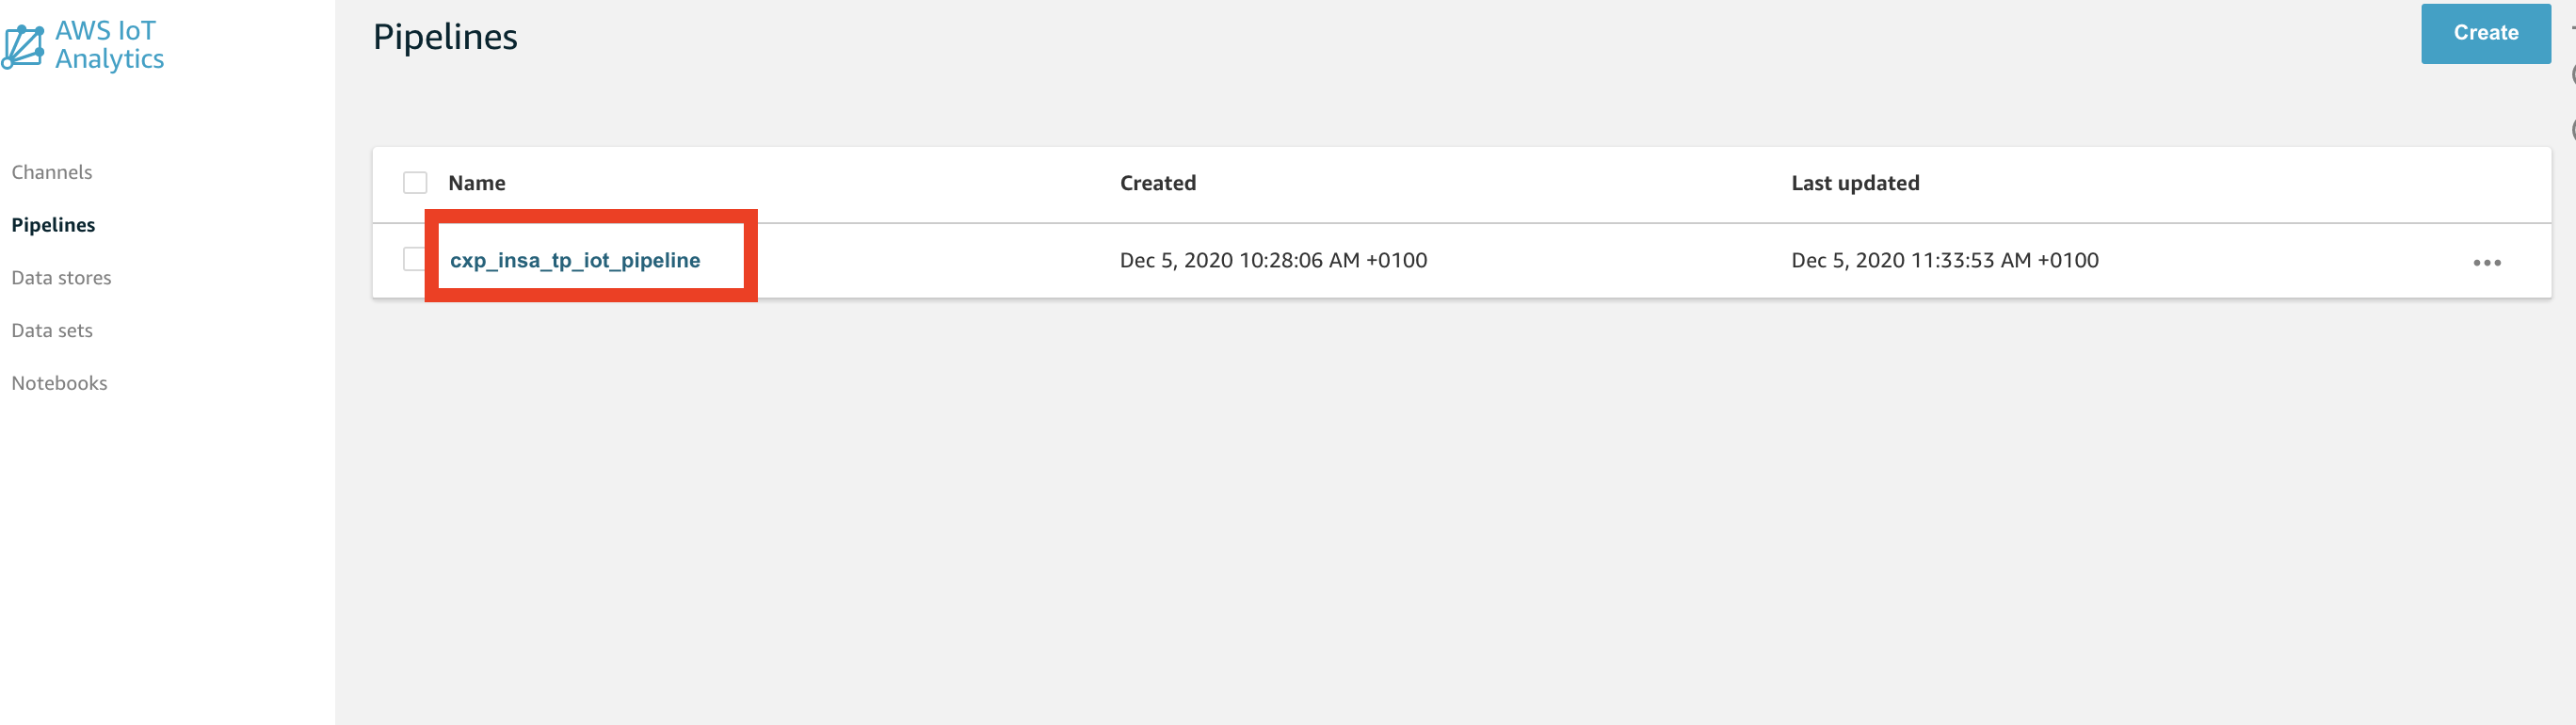 AWS IoT
Analytics
Pipelines
Create
Channels
Pipelines
Data stores
Data sets
Notebooks
Name Created Last updated
cxp_insa_tp_iot_pipeline Dec 5, 2020 10:28:06 AM +0100 Dec 5, 2020 11:33:53 AM +0100